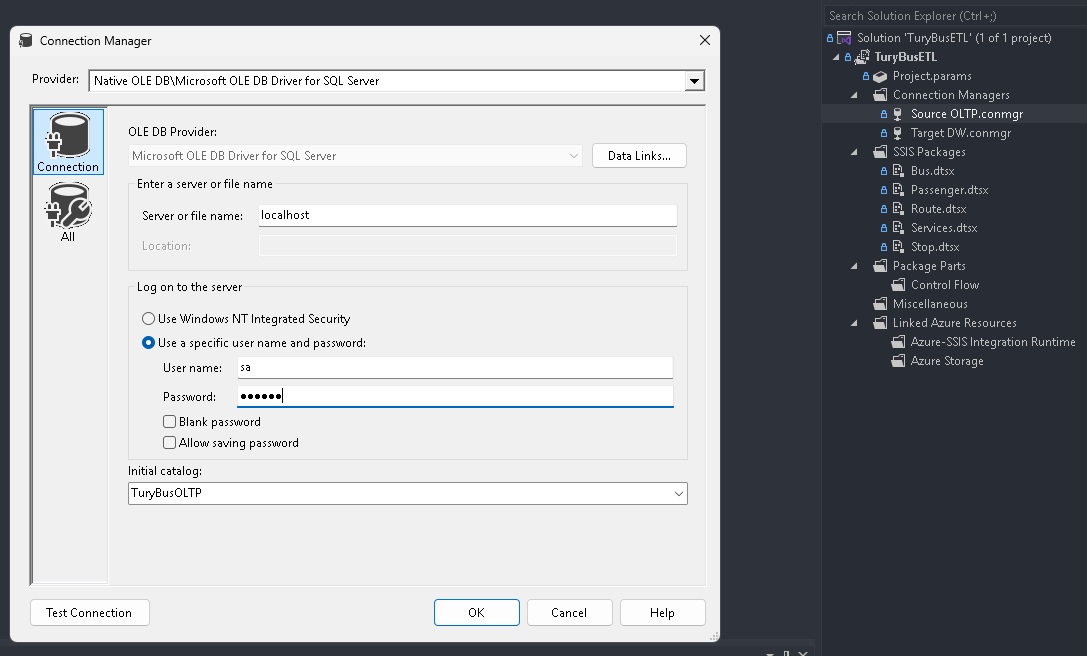 Connection Manager
Provider:
Native OLE DB\Microsoft OLE DB Driver for SQL Server
Connection
All
OLE DB Provider:
Microsoft OLE DB Driver for SQL Server
Data Links...
Enter a server or file name
Server or file name:
localhost
Location:
Log on to the server
Use Windows NT Integrated Security
Use a specific user name and password:
User name:
sa
Password:
••••••
Blank password
Allow saving password
Initial catalog:
TuryBusOLTP
Test Connection
OK
Cancel
Help
Search Solution Explorer (Ctrl+;)
Solution 'TuryBusETL' (1 of 1 project)
TuryBusETL
Project.params
Connection Managers
Source OLTP.conmgr
Target DW.conmgr
SSIS Packages
Bus.dtsx
Passenger.dtsx
Route.dtsx
Services.dtsx
Stop.dtsx
Package Parts
Control Flow
Miscellaneous
Linked Azure Resources
Azure-SSIS Integration Runtime
Azure Storage